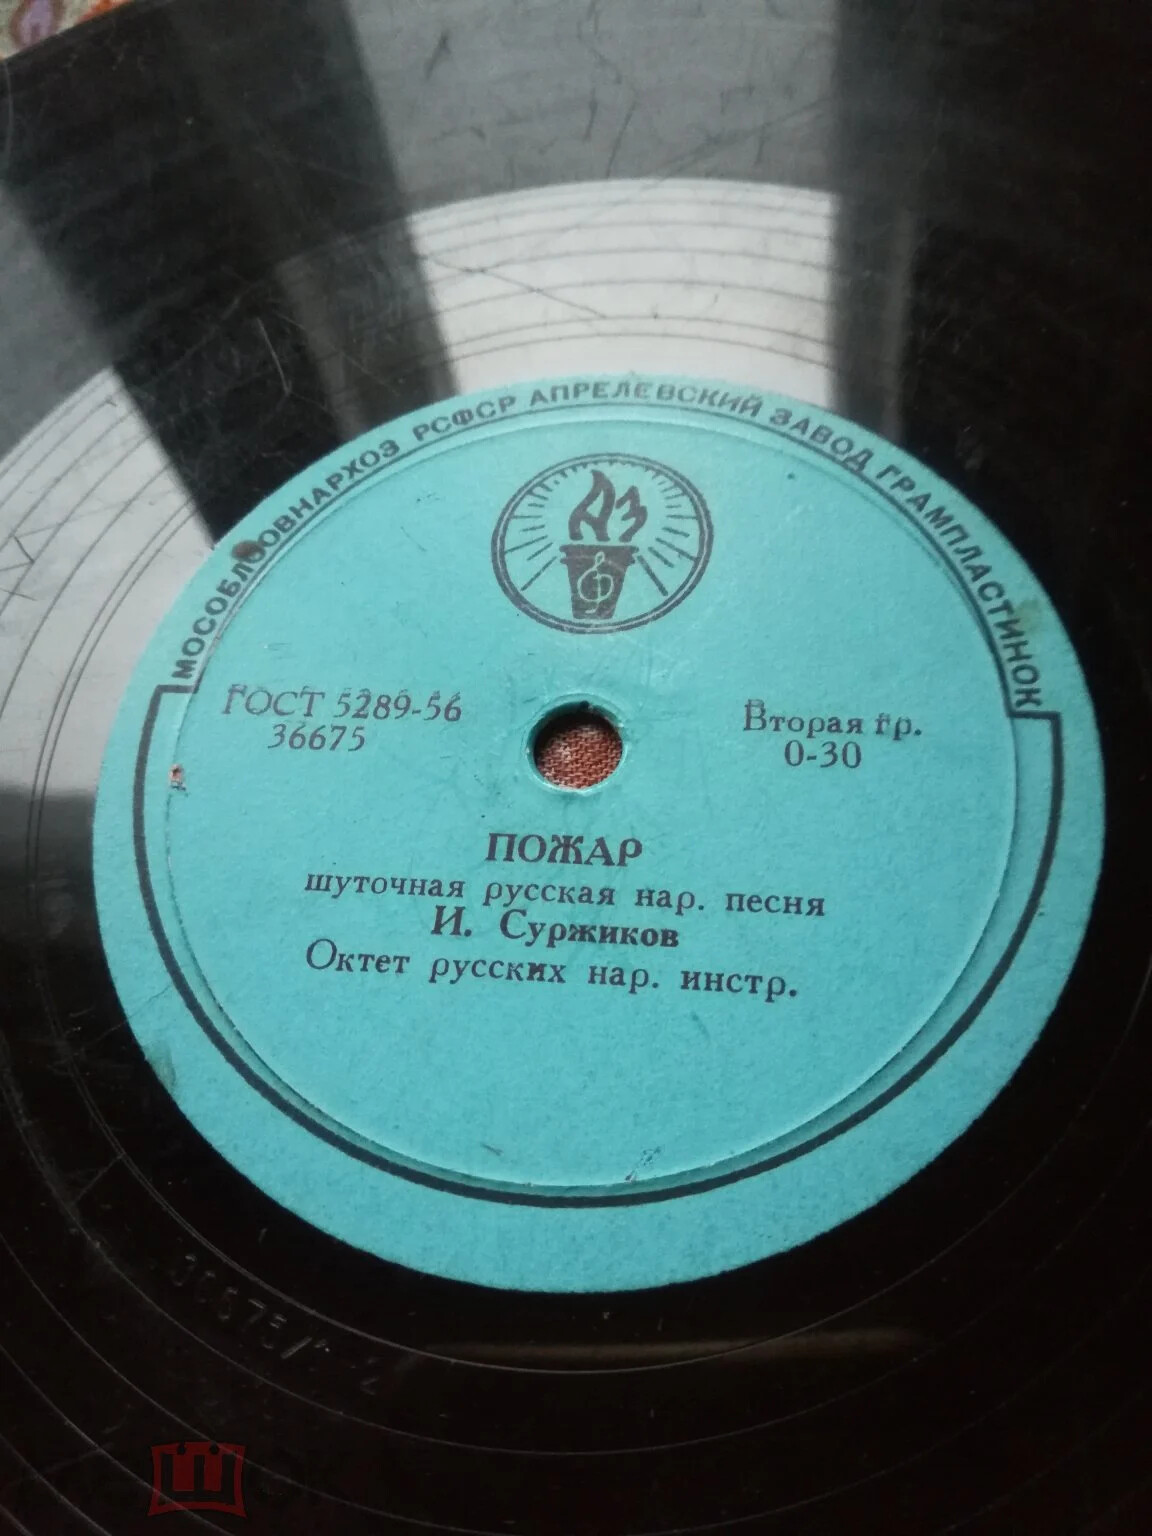 МОСОБЛСОВНАРХОЗ РСФСР АПРЕЛЕВСКИЙ ЗАВОД ГРАМПЛАСТИНОК
АЗ
ГОСТ 5289-56
36675
Вторая гр.
0-30
ПОЖАР
шуточная русская нар. песня
И. Суржиков
Октет русских нар. инстр.